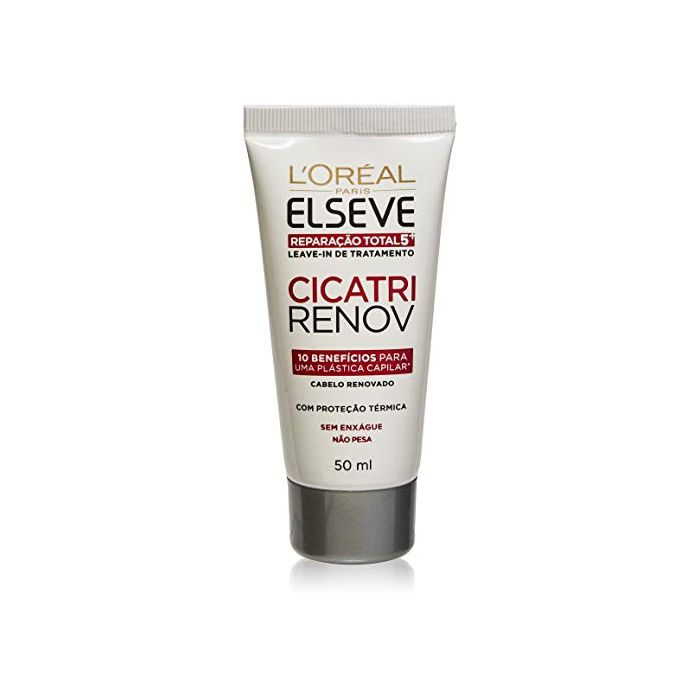 L'ORÉAL
PARIS
ELSEVE
REPARAÇÃO TOTAL 5+
LEAVE-IN DE TRATAMENTO
CICATRI
RENOV
10 BENEFÍCIOS PARA
UMA PLÁSTICA CAPILAR*
CABELO RENOVADO
COM PROTEÇÃO TÉRMICA
SEM ENXÁGUE
NÃO PESA
50 ml